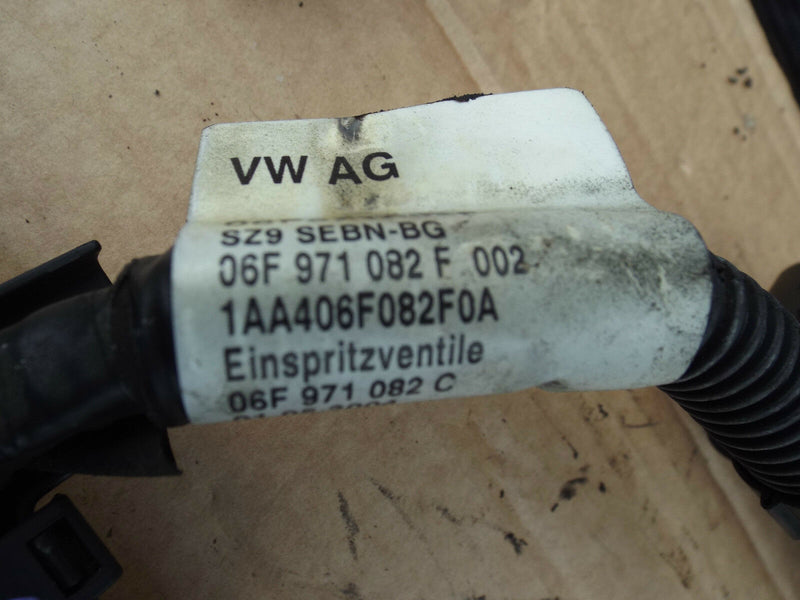 VW AG
SZ9 SEBN-BG
06F 971 082 F 002
1AA406F082F0A
Einspritzventile
06F 971 082 C